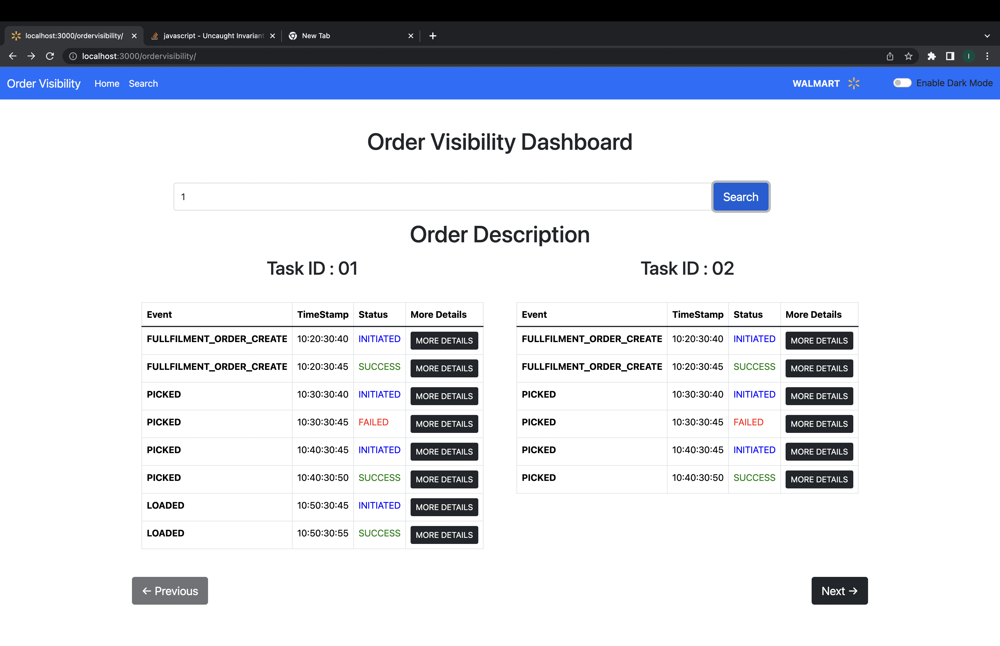 localhost:3000/ordervisibility/ javascript - Uncaught Invariant New Tab
localhost:3000/ordervisibility/
Order Visibility Home Search WALMART Enable Dark Mode
Order Visibility Dashboard
1 Search
Order Description
Task ID : 01
Event TimeStamp Status More Details
FULLFILMENT_ORDER_CREATE 10:20:30:40 INITIATED MORE DETAILS
FULLFILMENT_ORDER_CREATE 10:20:30:45 SUCCESS MORE DETAILS
PICKED 10:30:30:40 INITIATED MORE DETAILS
PICKED 10:30:30:45 FAILED MORE DETAILS
PICKED 10:40:30:45 INITIATED MORE DETAILS
PICKED 10:40:30:50 SUCCESS MORE DETAILS
LOADED 10:50:30:45 INITIATED MORE DETAILS
LOADED 10:50:30:55 SUCCESS MORE DETAILS
Task ID : 02
Event TimeStamp Status More Details
FULLFILMENT_ORDER_CREATE 10:20:30:40 INITIATED MORE DETAILS
FULLFILMENT_ORDER_CREATE 10:20:30:45 SUCCESS MORE DETAILS
PICKED 10:30:30:40 INITIATED MORE DETAILS
PICKED 10:30:30:45 FAILED MORE DETAILS
PICKED 10:40:30:45 INITIATED MORE DETAILS
PICKED 10:40:30:50 SUCCESS MORE DETAILS
← Previous Next →